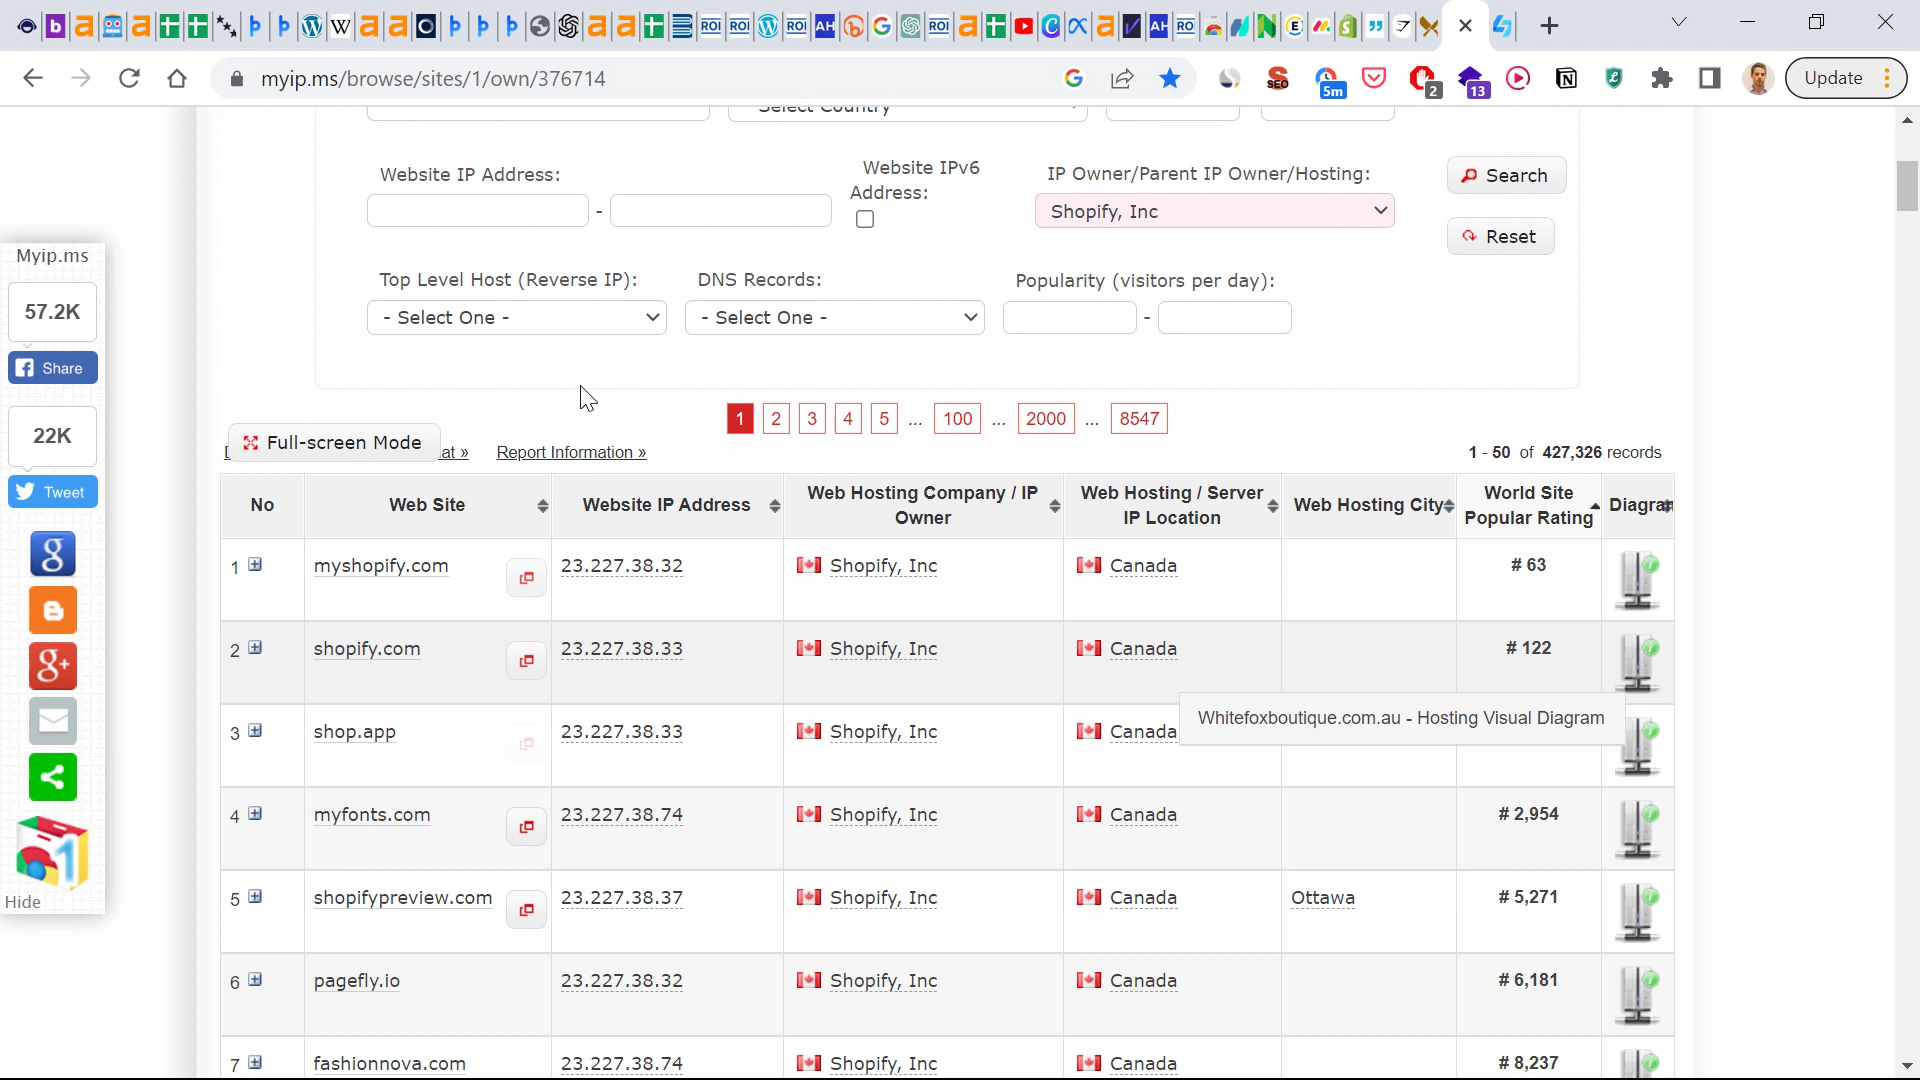 myip.ms/browse/sites/1/own/376714
5m
2
13
Update
Select Country
Website IP Address:
Website IPv6 Address:
IP Owner/Parent IP Owner/Hosting:
-
Shopify, Inc
Search
Reset
Top Level Host (Reverse IP):
DNS Records:
Popularity (visitors per day):
- Select One -
- Select One -
-
Myip.ms
57.2K
Share
22K
Tweet
Hide
1 2 3 4 5 ... 100 ... 2000 ... 8547
Full-screen Mode
at »
Report Information »
1 - 50 of 427,326 records
No
Web Site
Website IP Address
Web Hosting Company / IP Owner
Web Hosting / Server IP Location
Web Hosting City
World Site Popular Rating
Diagram
1 myshopify.com 23.227.38.32 Shopify, Inc Canada # 63
2 shopify.com 23.227.38.33 Shopify, Inc Canada # 122
Whitefoxboutique.com.au - Hosting Visual Diagram
3 shop.app 23.227.38.33 Shopify, Inc Canada
4 myfonts.com 23.227.38.74 Shopify, Inc Canada # 2,954
5 shopifypreview.com 23.227.38.37 Shopify, Inc Canada Ottawa # 5,271
6 pagefly.io 23.227.38.32 Shopify, Inc Canada # 6,181
7 fashionnova.com 23.227.38.74 Shopify, Inc Canada # 8,237